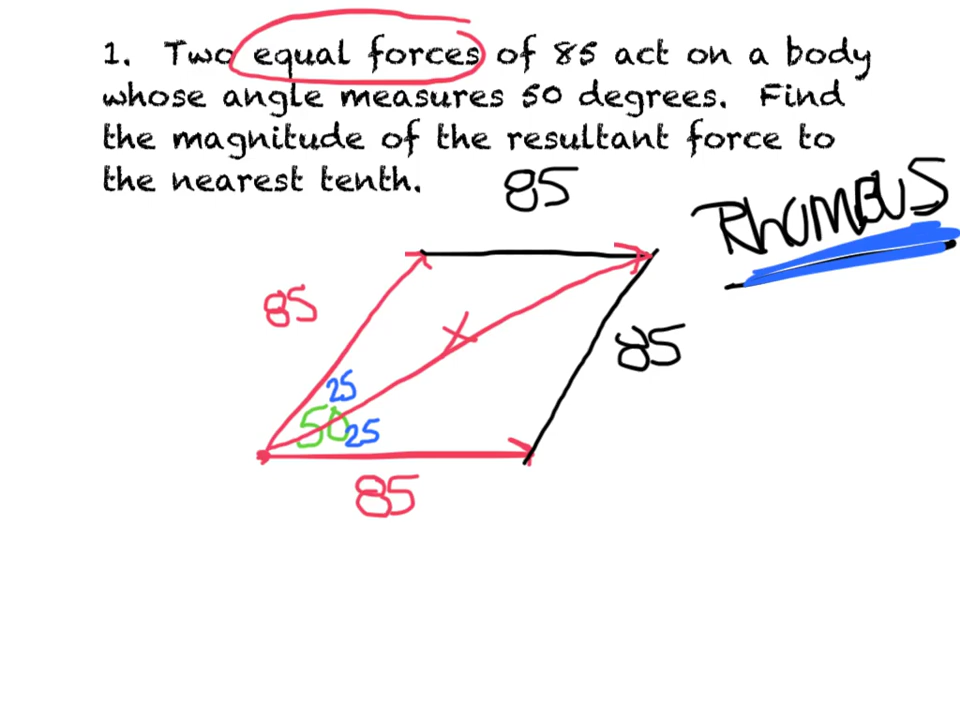 1. Two equal forces of 85 act on a body
whose angle measures 50 degrees. Find
the magnitude of the resultant force to
the nearest tenth.
85
RHOMBUS
85
x
85
25
50
25
85